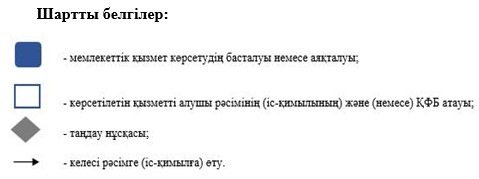 Шартты белгілер:
- мемлекеттік қызмет көрсетудің басталуы немесе аяқталуы;
- көрсетілетін қызметті алушы рәсімінің (іс-қимылының) және (немесе) ҚФБ атауы;
- таңдау нұсқасы;
- келесі рәсімге (іс-қимылға) өту.